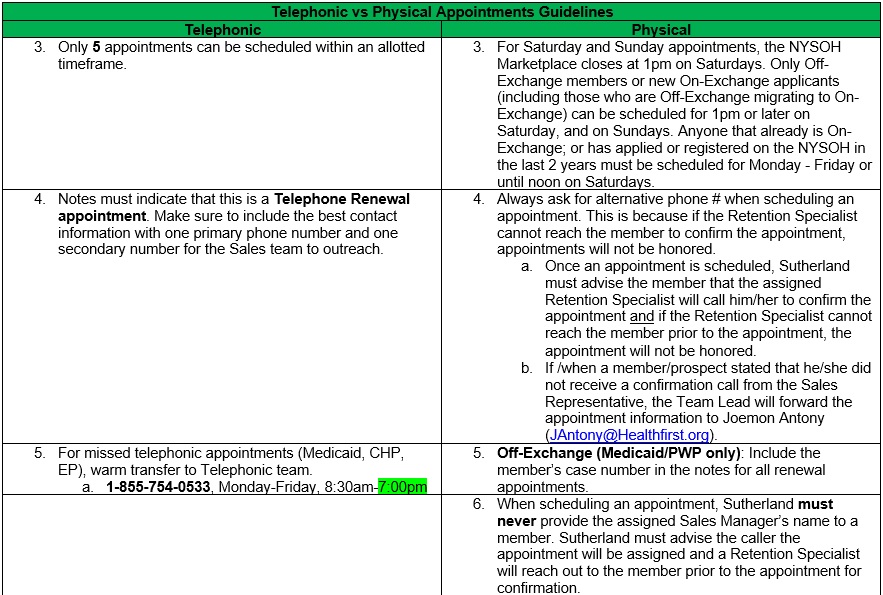 Telephonic vs Physical Appointments Guidelines
Telephonic
Physical
3. Only 5 appointments can be scheduled within an allotted
timeframe.
3. For Saturday and Sunday appointments, the NYSOH
Marketplace closes at 1pm on Saturdays. Only Off-
Exchange members or new On-Exchange applicants
(including those who are Off-Exchange migrating to On-
Exchange) can be scheduled for 1pm or later on
Saturday, and on Sundays. Anyone that already is On-
Exchange; or has applied or registered on the NYSOH in
the last 2 years must be scheduled for Monday - Friday or
until noon on Saturdays.
4. Notes must indicate that this is a Telephone Renewal
appointment. Make sure to include the best contact
information with one primary phone number and one
secondary number for the Sales team to outreach.
4. Always ask for alternative phone # when scheduling an
appointment. This is because if the Retention Specialist
cannot reach the member to confirm the appointment,
appointments will not be honored.
a. Once an appointment is scheduled, Sutherland
must advise the member that the assigned
Retention Specialist will call him/her to confirm the
appointment and if the Retention Specialist cannot
reach the member prior to the appointment, the
appointment will not be honored.
b. If /when a member/prospect stated that he/she did
not receive a confirmation call from the Sales
Representative, the Team Lead will forward the
appointment information to Joemon Antony
(JAntony@Healthfirst.org).
5. For missed telephonic appointments (Medicaid, CHP,
EP), warm transfer to Telephonic team.
a. 1-855-754-0533, Monday-Friday, 8:30am-7:00pm
5. Off-Exchange (Medicaid/PWP only): Include the
member's case number in the notes for all renewal
appointments.
6. When scheduling an appointment, Sutherland must
never provide the assigned Sales Manager's name to a
member. Sutherland must advise the caller the
appointment will be assigned and a Retention Specialist
will reach out to the member prior to the appointment for
confirmation.